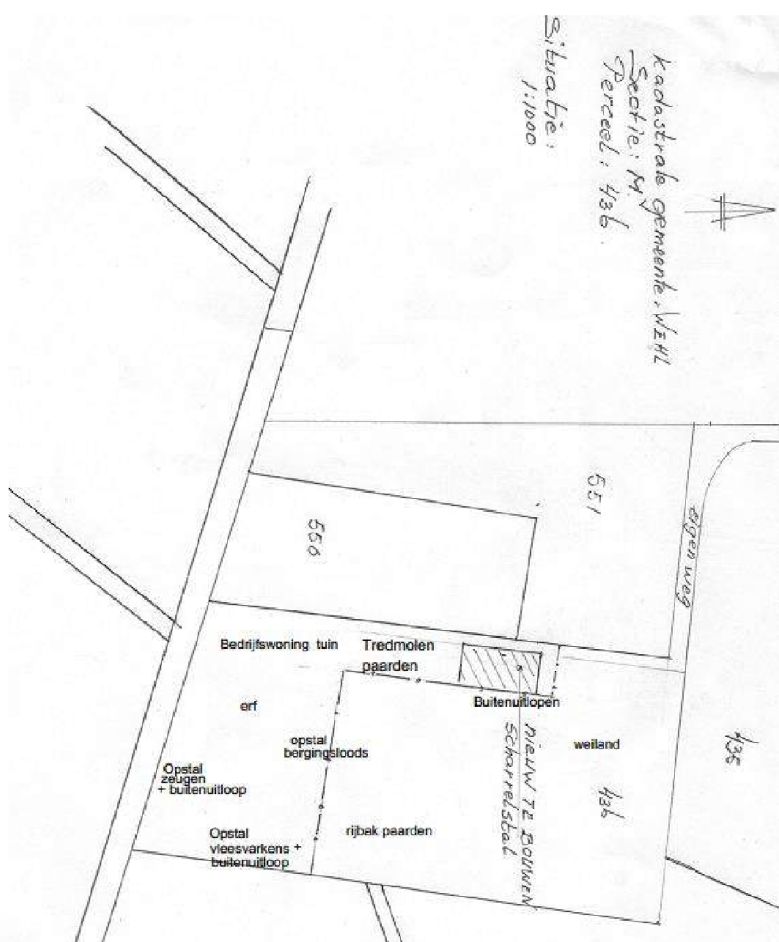 Kadastrale gemeente: WEHL
Sectie: M.
Perceel: 436.
Situatie:
1:1000
551
550
eigen weg
Bedrijfswoning tuin
Tredmolen
paarden
erf
Buitenuitlopen
opstal
bergingsloods
NIEUW TE BOUWEN
Scharrelstal
weiland
436
435
Opstal
zeugen
+ buitenuitloop
Opstal
vleesvarkens +
buitenuitloop
rijbak paarden